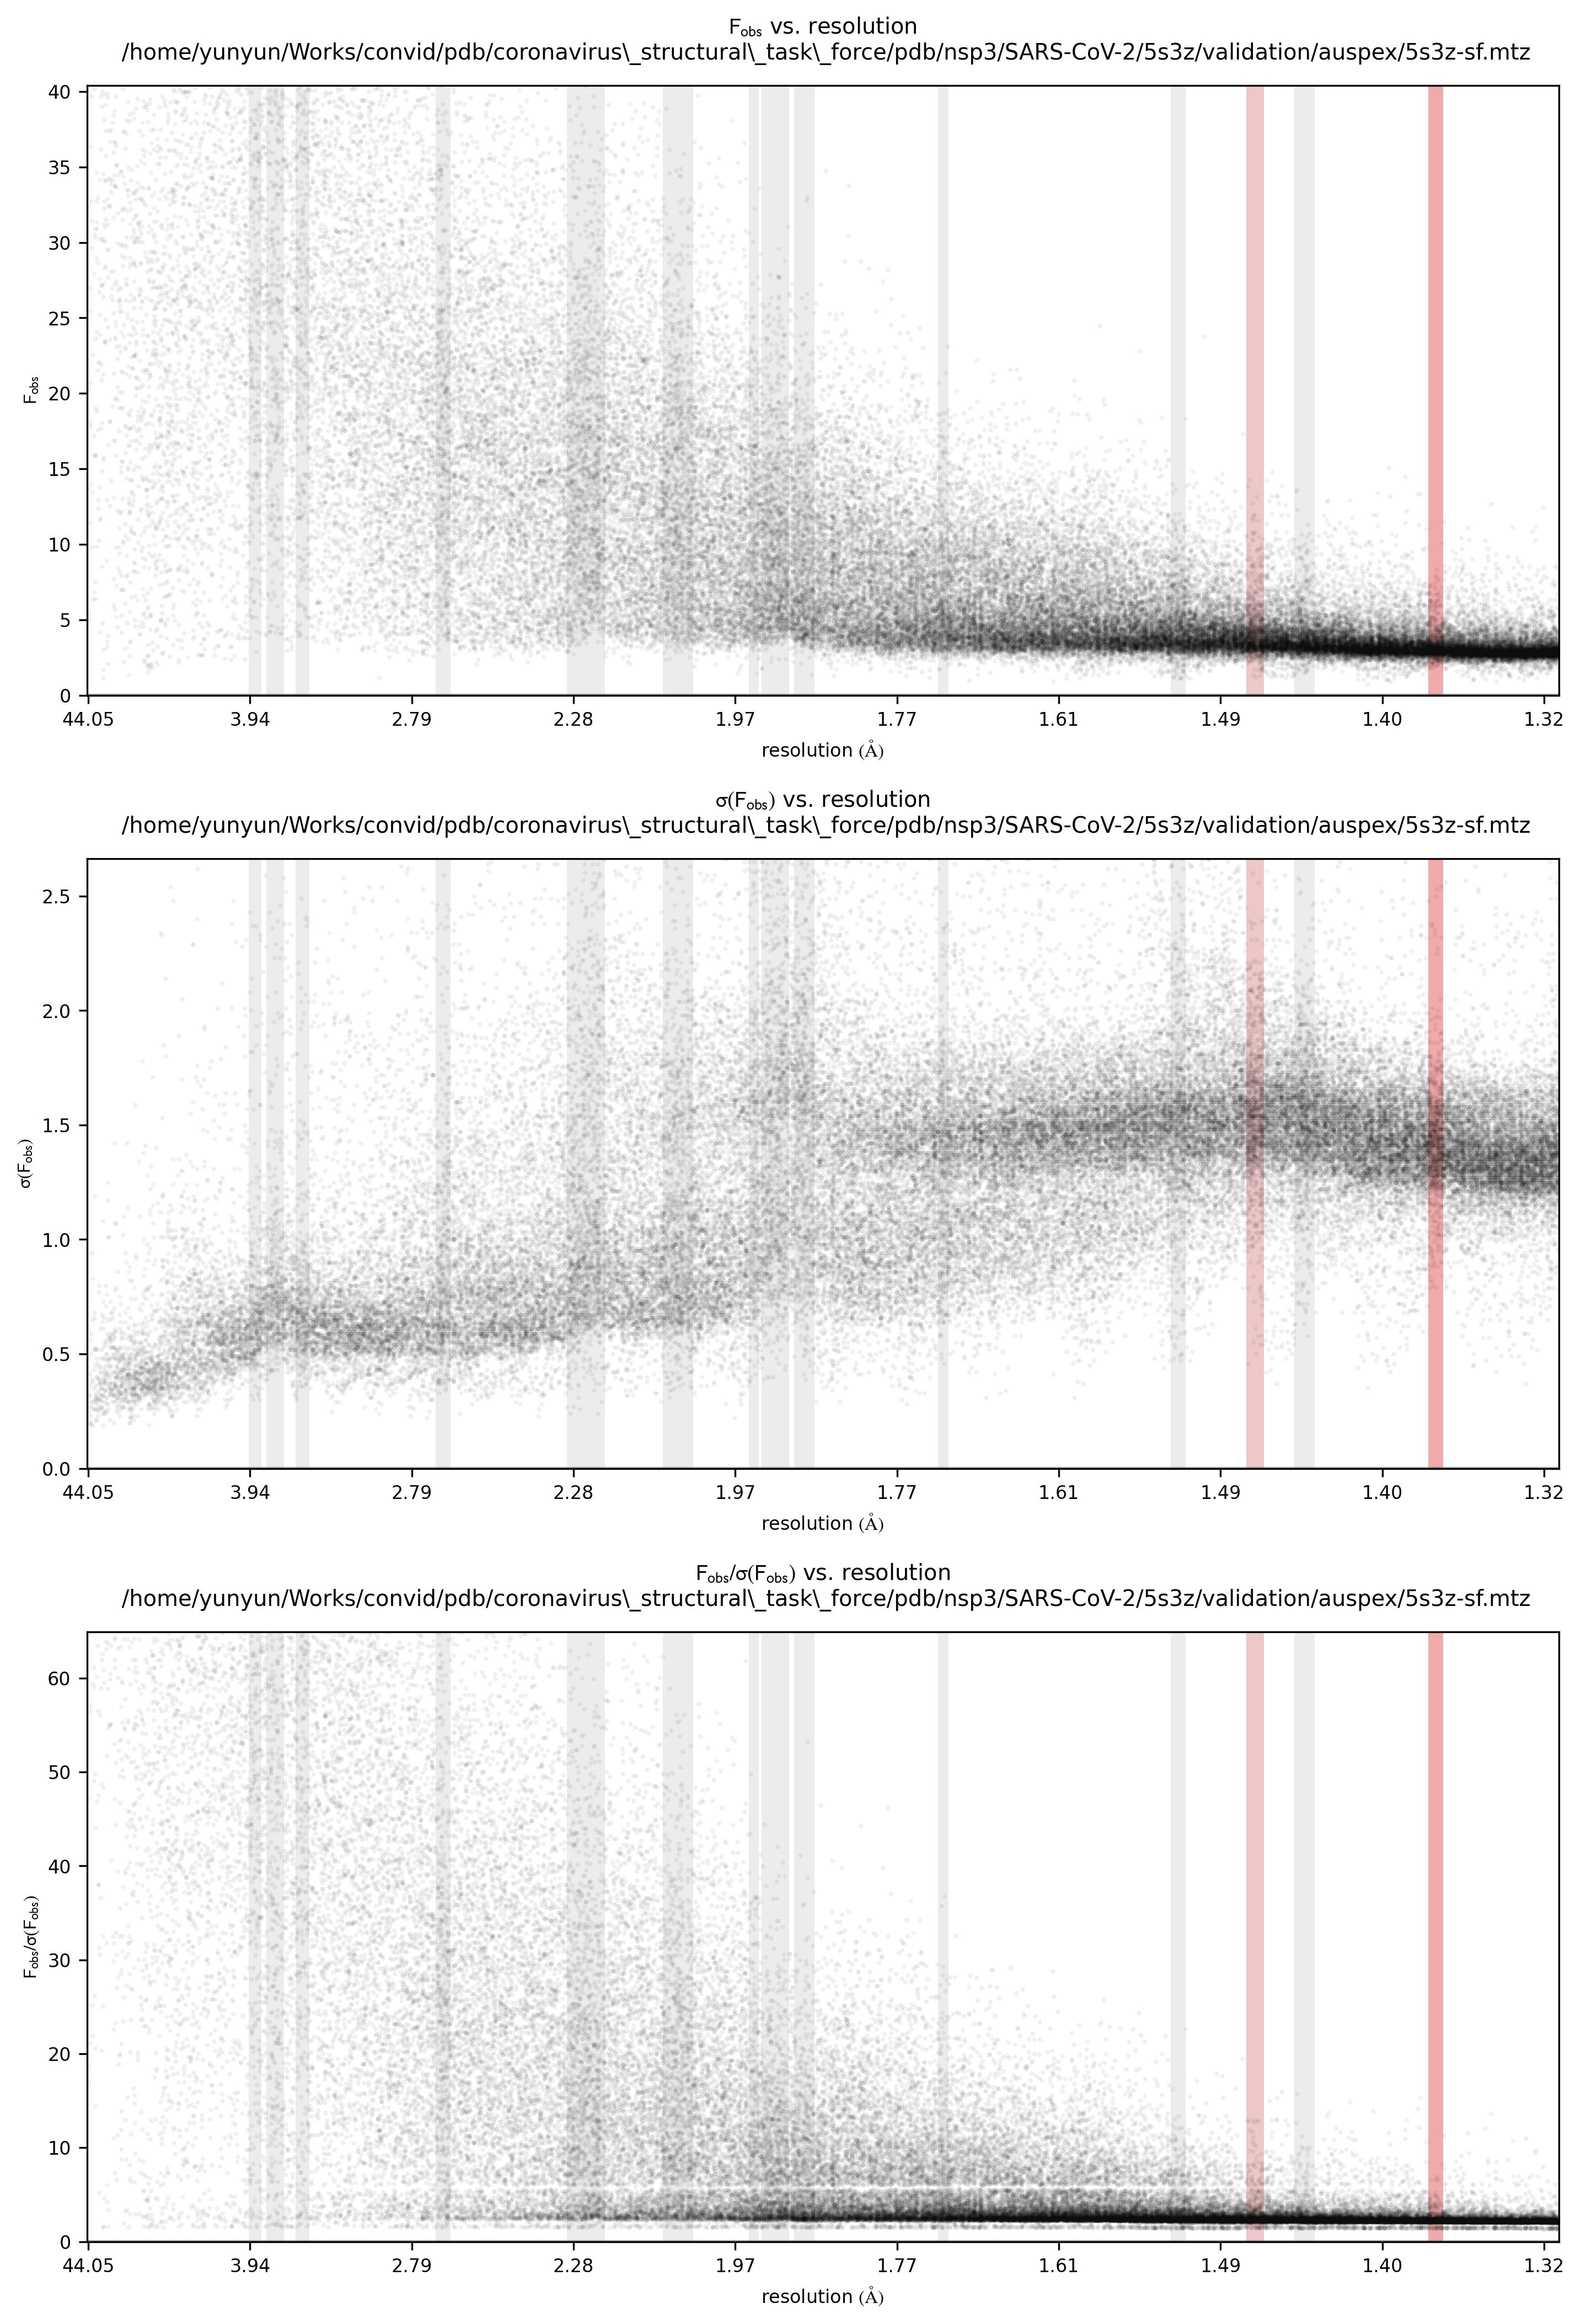 Fobs vs. resolution
/home/yunyun/Works/convid/pdb/coronavirus\_structural\_task\_force/pdb/nsp3/SARS-CoV-2/5s3z/validation/auspex/5s3z-sf.mtz
40
35
30
25
20
15
10
5
0
Fobs
44.05 3.94 2.79 2.28 1.97 1.77 1.61 1.49 1.40 1.32
resolution (Å)
σ(Fobs) vs. resolution
/home/yunyun/Works/convid/pdb/coronavirus\_structural\_task\_force/pdb/nsp3/SARS-CoV-2/5s3z/validation/auspex/5s3z-sf.mtz
2.5
2.0
1.5
1.0
0.5
0.0
σ(Fobs)
44.05 3.94 2.79 2.28 1.97 1.77 1.61 1.49 1.40 1.32
resolution (Å)
Fobs/σ(Fobs) vs. resolution
/home/yunyun/Works/convid/pdb/coronavirus\_structural\_task\_force/pdb/nsp3/SARS-CoV-2/5s3z/validation/auspex/5s3z-sf.mtz
60
50
40
30
20
10
0
Fobs/σ(Fobs)
44.05 3.94 2.79 2.28 1.97 1.77 1.61 1.49 1.40 1.32
resolution (Å)